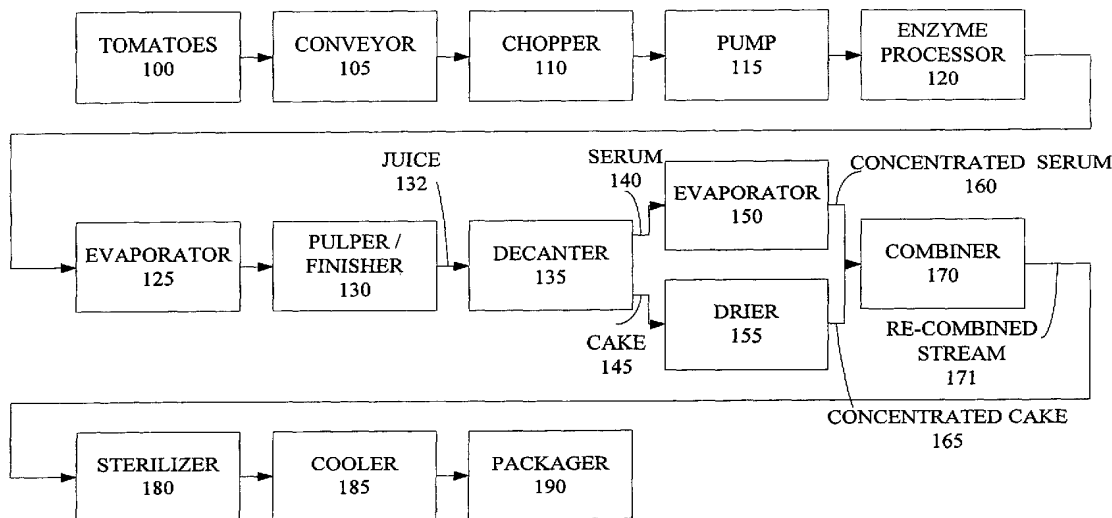 TOMATOES
100
CONVEYOR
105
CHOPPER
110
PUMP
115
ENZYME
PROCESSOR
120
EVAPORATOR
125
PULPER /
FINISHER
130
JUICE
132
DECANTER
135
SERUM
140
CAKE
145
EVAPORATOR
150
DRIER
155
CONCENTRATED SERUM
160
CONCENTRATED CAKE
165
COMBINER
170
RE-COMBINED
STREAM
171
STERILIZER
180
COOLER
185
PACKAGER
190